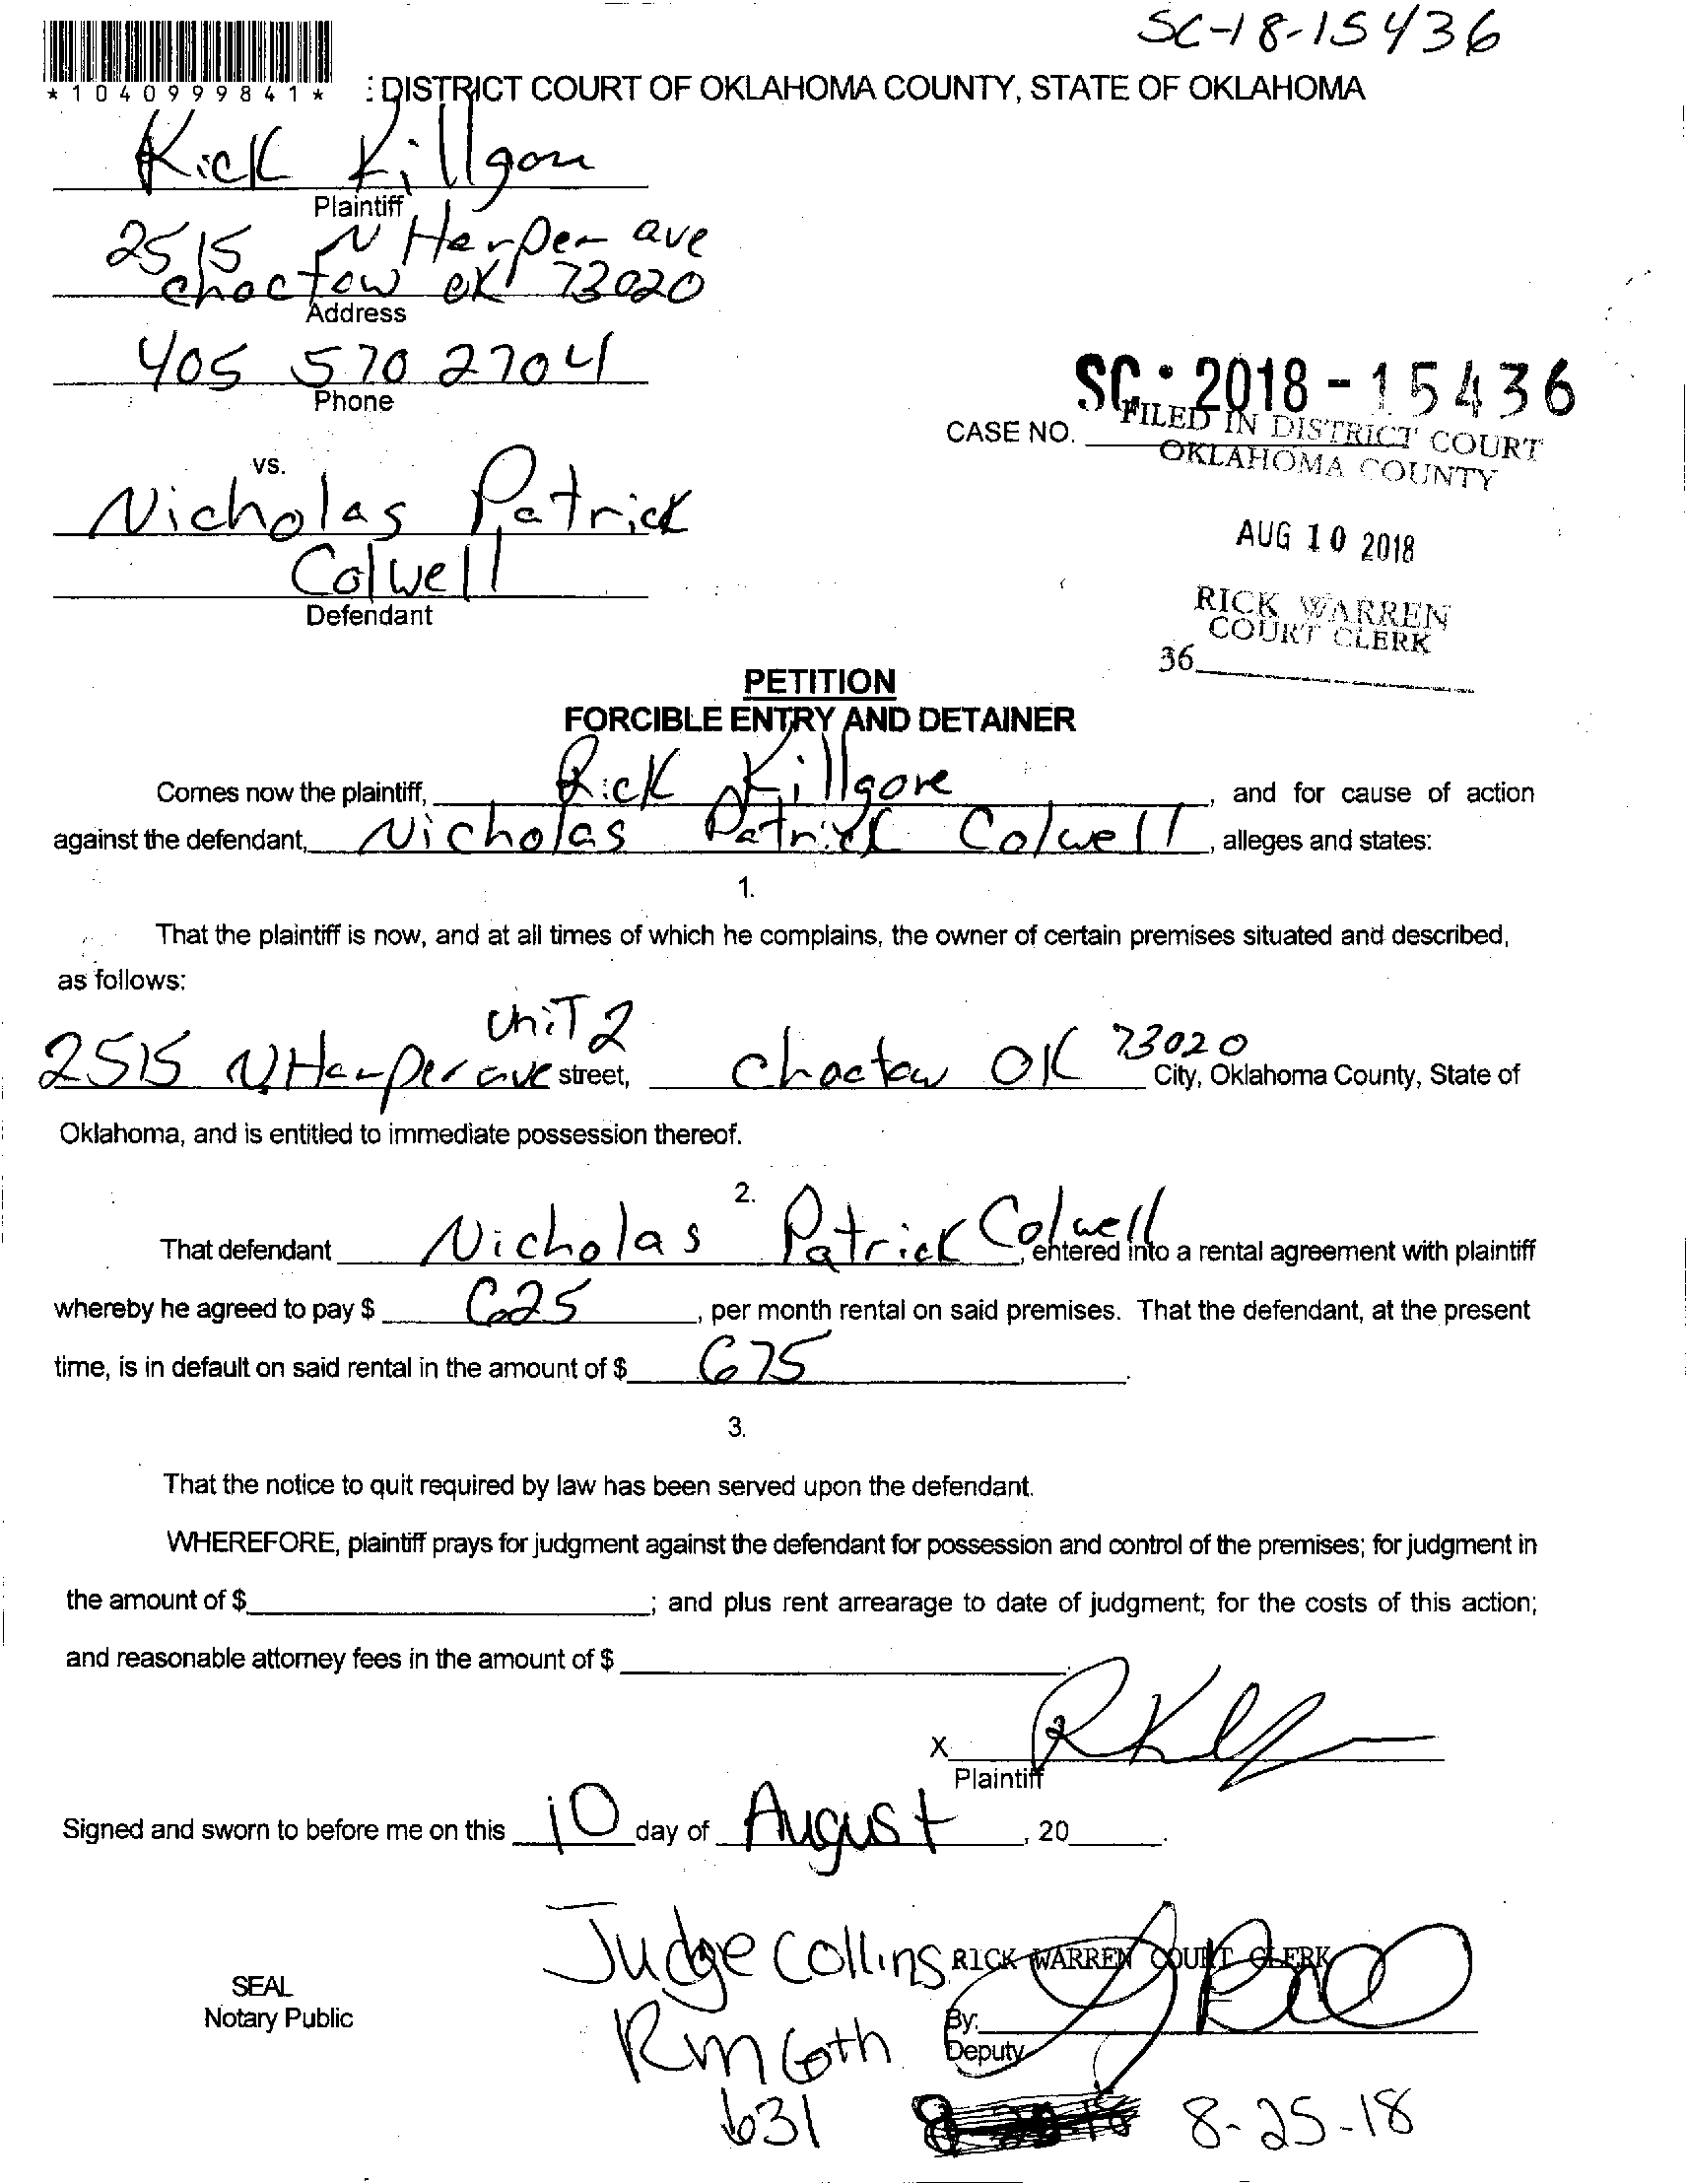 SC-18-15436
*1040999841*
: DISTRICT COURT OF OKLAHOMA COUNTY, STATE OF OKLAHOMA
Rick Killgore
Plaintiff
2515 N Harper ave
choctaw OK 73020
Address
405 570 2704
Phone
SC: 2018-15436
CASE NO.
FILED IN DISTRICT COURT
OKLAHOMA COUNTY
vs.
Nicholas Patrick
Colwell
Defendant
AUG 10 2018
RICK WARREN
COURT CLERK
36
PETITION
FORCIBLE ENTRY AND DETAINER
Comes now the plaintiff, Rick Killgore, and for cause of action
against the defendant, Nicholas Patrick Colwell, alleges and states:
1.
That the plaintiff is now, and at all times of which he complains, the owner of certain premises situated and described,
as follows:
unit 2
2515 N Harper ave street, choctaw OK 73020 City, Oklahoma County, State of
Oklahoma, and is entitled to immediate possession thereof.
2.
That defendant Nicholas Patrick Colwell, entered into a rental agreement with plaintiff
whereby he agreed to pay $ 625, per month rental on said premises. That the defendant, at the present
time, is in default on said rental in the amount of $ 675.
3.
That the notice to quit required by law has been served upon the defendant.
WHEREFORE, plaintiff prays for judgment against the defendant for possession and control of the premises; for judgment in
the amount of $ ; and plus rent arrearage to date of judgment; for the costs of this action;
and reasonable attorney fees in the amount of $
X
Plaintiff
Signed and sworn to before me on this 10 day of August, 20 .
Judge Collins
RICK WARREN COURT CLERK
SEAL
Notary Public
Rm 6th
631
By:
Deputy
8-25-18